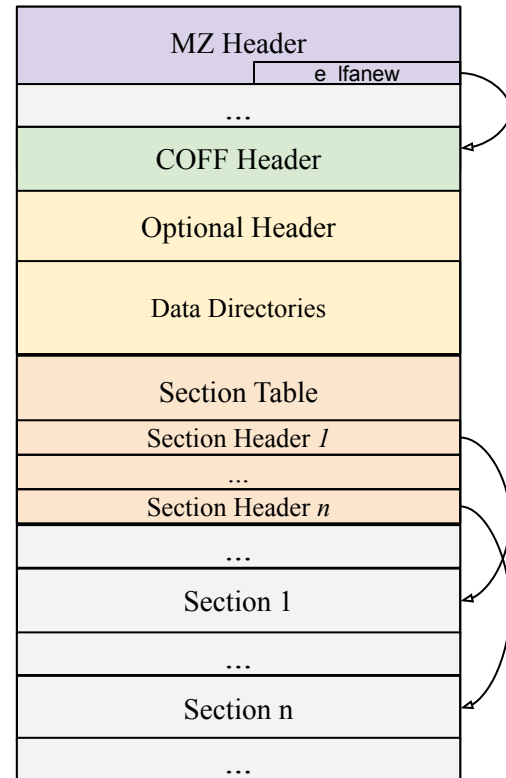 MZ Header
e_lfanew
...
COFF Header
Optional Header
Data Directories
Section Table
Section Header 1
...
Section Header n
...
Section 1
...
Section n
...